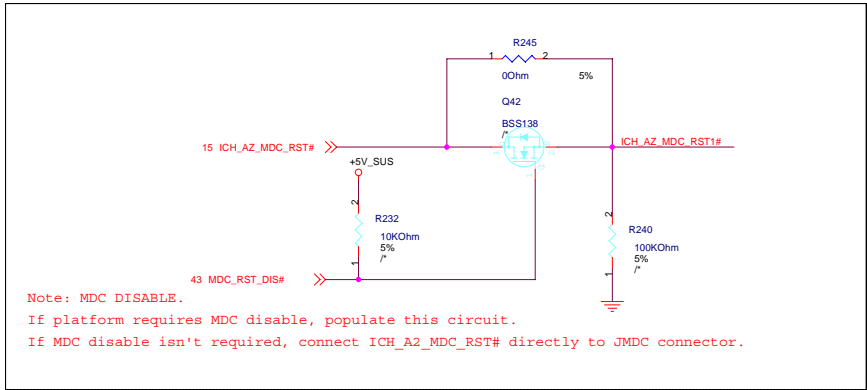 R245
1
2
0Ohm
5%
Q42
BSS138
/*
15 ICH_AZ_MDC_RST#
ICH_AZ_MDC_RST1#
+5V_SUS
2
R232
10KOhm
5%
/*
1
2
R240
100KOhm
5%
/*
1
43 MDC_RST_DIS#
Note: MDC DISABLE.
If platform requires MDC disable, populate this circuit.
If MDC disable isn't required, connect ICH_A2_MDC_RST# directly to JMDC connector.